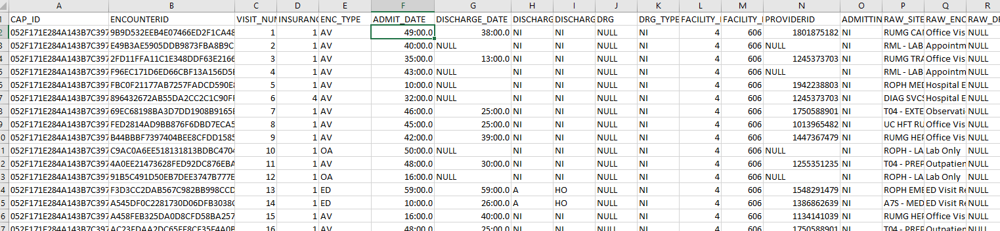 A B C D E F G H I J K L M N O P Q R
CAP_ID ENCOUNTERID VISIT_NUM INSURANC ENC_TYPE ADMIT_DATE DISCHARGE_DATE DISCHARG DISCHARG DRG DRG_TYPE FACILITY_ FACILITY_ PROVIDERID ADMITTIN RAW_SITE RAW_ENC RAW_DR
2 052F171E284A143B7C397 9B9D532EEB4E07466ED2F1CA48 1 1 AV 49:00.0 38:00.0 NI NI NULL NI 4 606 1801875182 NI RUMG CAN Office Vis NULL
3 052F171E284A143B7C397 E49B3AE5905DDB9873FBA8B9C 2 1 AV 40:00.0 NULL NI NI NULL NI 4 606 NULL NI RML - LAB Appointm NULL
4 052F171E284A143B7C397 2FD11FFA11C1E348DDF63E2166 3 1 AV 35:00.0 13:00.0 NI NI NULL NI 4 606 1245373703 NI RUMG TRA Office Vis NULL
5 052F171E284A143B7C397 F96EC171D6ED66CBF13A156D5 4 1 AV 43:00.0 NULL NI NI NULL NI 4 606 NULL NI RML - LAB Appointm NULL
6 052F171E284A143B7C397 FBC0F21177AB7257FADCD590E 5 1 AV 10:00.0 NULL NI NI NULL NI 4 606 1942238803 NI ROPH MED Hospital E NULL
7 052F171E284A143B7C397 896432672AB55DA2CC2C1C90F 6 4 AV 32:00.0 NULL NI NI NULL NI 4 606 1245373703 NI DIAG SVCS Hospital E NULL
8 052F171E284A143B7C397 69EC68198BA3D7DD1908B9165 7 1 AV 46:00.0 25:00.0 NI NI NULL NI 4 606 1750588901 NI T04 - EXTE Observati NULL
9 052F171E284A143B7C397 FED2814AD9BB876F6DBD7ECA5 8 1 AV 45:00.0 25:00.0 NI NI NULL NI 4 606 1013965482 NI UC HFT RU Office Vis NULL
0 052F171E284A143B7C397 B44BBBF7397404BEE8CFDD1585 9 1 AV 42:00.0 39:00.0 NI NI NULL NI 4 606 1447367479 NI RUMG HEP Office Vis NULL
1 052F171E284A143B7C397 C9AC0A6EE518131813BDBC4704 10 1 OA 50:00.0 NULL NI NI NULL NI 4 606 NULL NI ROPH - LA Lab Only NULL
2 052F171E284A143B7C397 4A0EE21473628FED92DC876EBA 11 1 AV 48:00.0 30:00.0 NI NI NULL NI 4 606 1255351235 NI T04 - PREP Outpatien NULL
3 052F171E284A143B7C397 91B5C491D50EB7DEE3747B777E 12 1 OA 16:00.0 NULL NI NI NULL NI 4 606 NULL NI ROPH - LA Lab Only NULL
4 052F171E284A143B7C397 F3D3CC2DAB567C982BB998CCD 13 1 ED 59:00.0 59:00.0 A HO NULL NI 4 606 1548291479 NI ROPH EME ED Visit Re NULL
5 052F171E284A143B7C397 A545DF0C2281730D06DFB3038 14 1 ED 10:00.0 26:00.0 A HO NULL NI 4 606 1386862639 NI A7S - MED ED Visit Re NULL
6 052F171E284A143B7C397 A458FEB325DA0D8CFD58BA257 15 1 AV 16:00.0 40:00.0 NI NI NULL NI 4 606 1134141039 NI RUMG HEP Office Vis NULL
7 052F171E284A143B7C397 AC23FDAA2DC65FF8CF35F4A0B 16 1 AV 48:00.0 25:00.0 NI NI NULL NI 4 606 1750588901 NI T04 - PREP Outpatien NULL